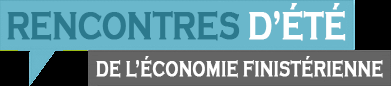 RENCONTRES D'ÉTÉ
DE L'ÉCONOMIE FINISTÉRIENNE